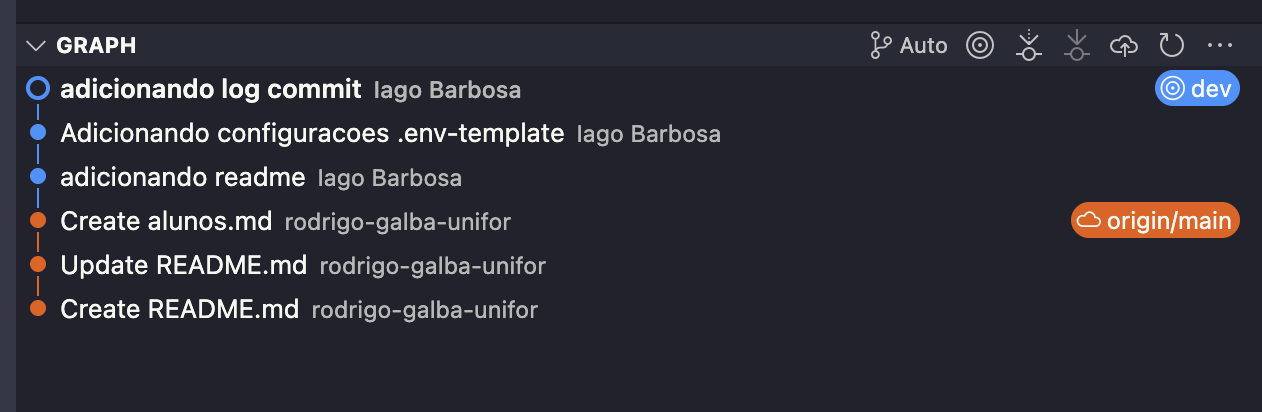 GRAPH Auto
adicionando log commit Iago Barbosa dev
Adicionando configuracoes .env-template Iago Barbosa
adicionando readme Iago Barbosa
Create alunos.md rodrigo-galba-unifor origin/main
Update README.md rodrigo-galba-unifor
Create README.md rodrigo-galba-unifor